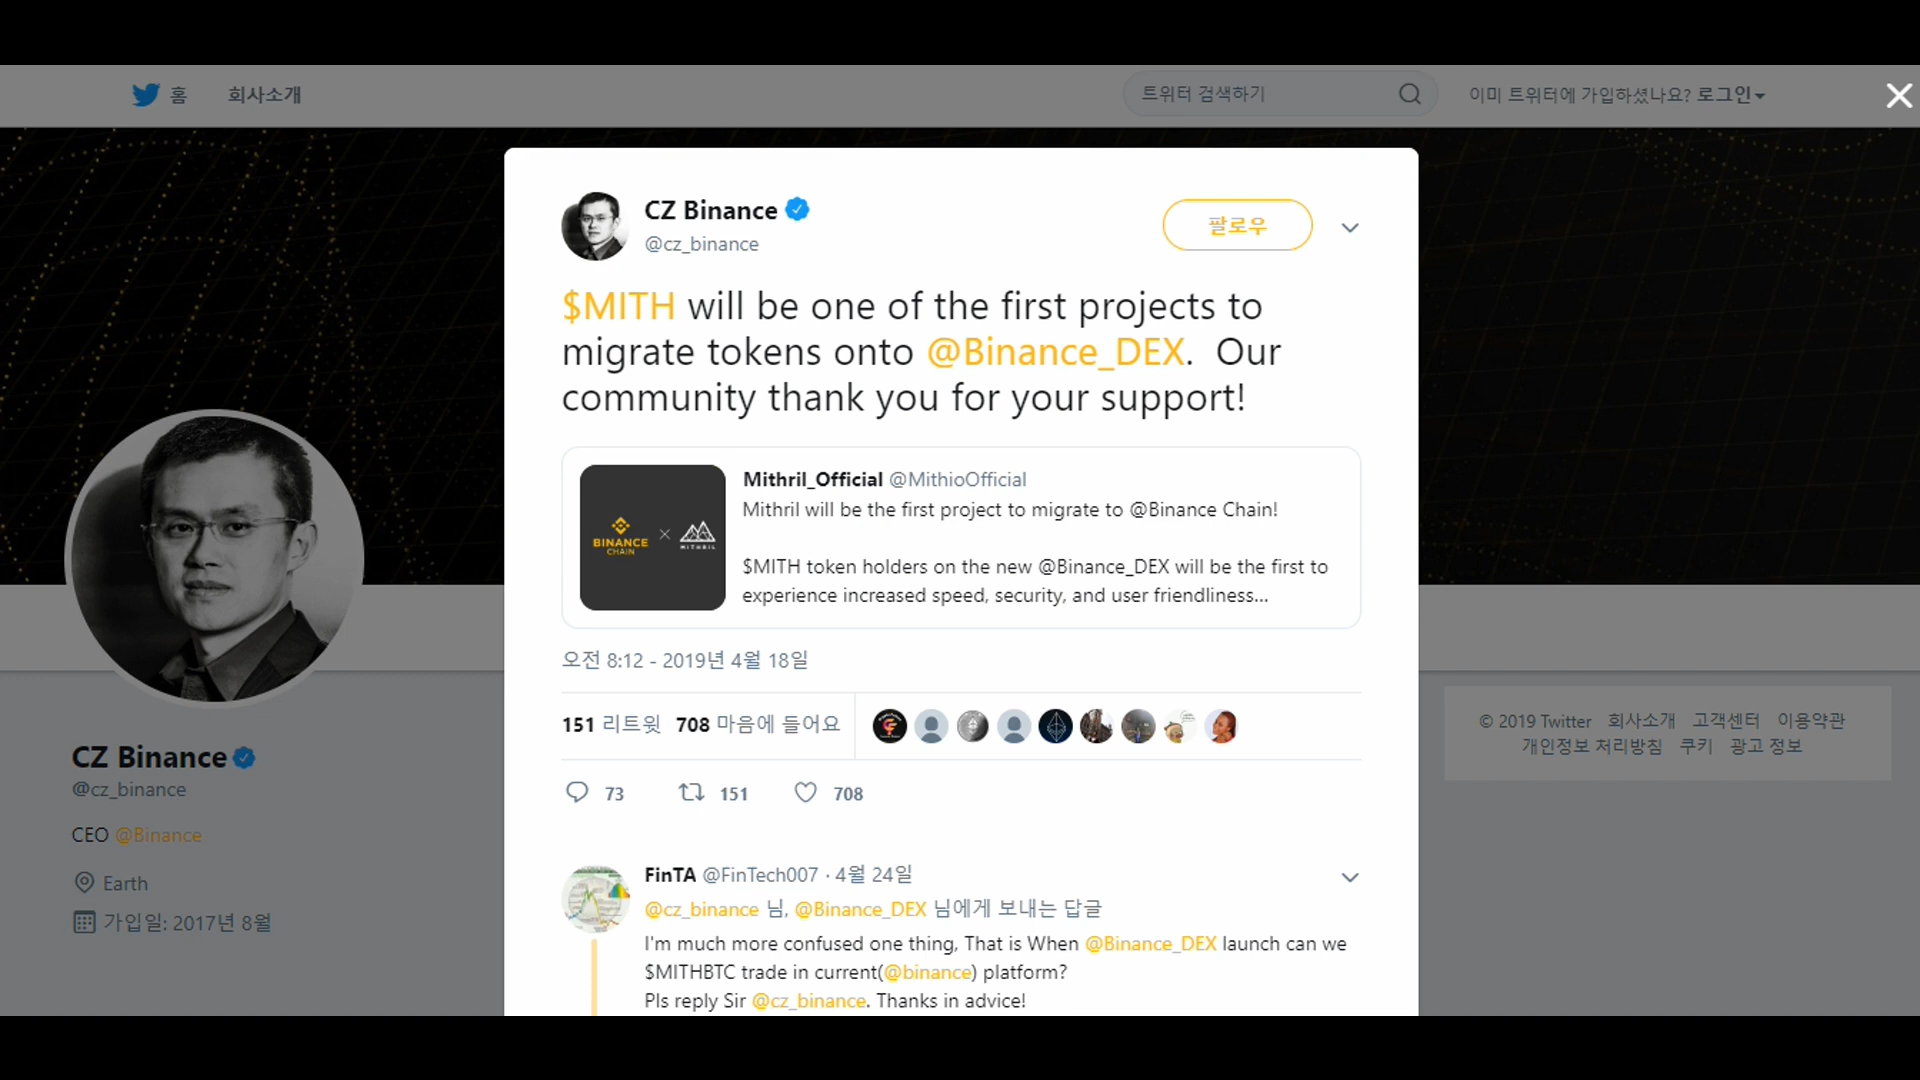 홈 회사소개 트위터 검색하기 이미 트위터에 가입하셨나요? 로그인
CZ Binance
@cz_binance
팔로우
$MITH will be one of the first projects to
migrate tokens onto @Binance_DEX. Our
community thank you for your support!
BINANCE
CHAIN
MITHRIL
Mithril_Official @MithioOfficial
Mithril will be the first project to migrate to @Binance Chain!
$MITH token holders on the new @Binance_DEX will be the first to
experience increased speed, security, and user friendliness...
오전 8:12 - 2019년 4월 18일
151 리트윗 708 마음에 들어요
73 151 708
FinTA @FinTech007 · 4월 24일
@cz_binance 님, @Binance_DEX 님에게 보내는 답글
I'm much more confused one thing, That is When @Binance_DEX launch can we
$MITHBTC trade in current(@binance) platform?
Pls reply Sir @cz_binance. Thanks in advice!
CZ Binance
@cz_binance
CEO @Binance
Earth
가입일: 2017년 8월
© 2019 Twitter 회사소개 고객센터 이용약관
개인정보 처리방침 쿠키 광고 정보